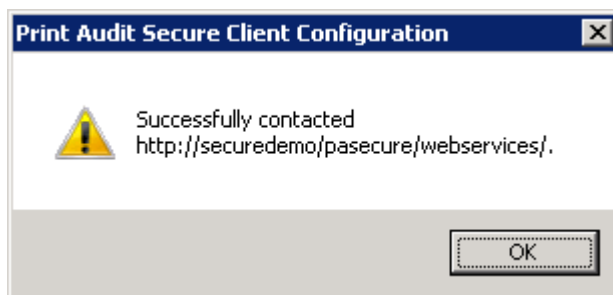 Print Audit Secure Client Configuration
Successfully contacted
http://securedemo/pasecure/webservices/.
OK